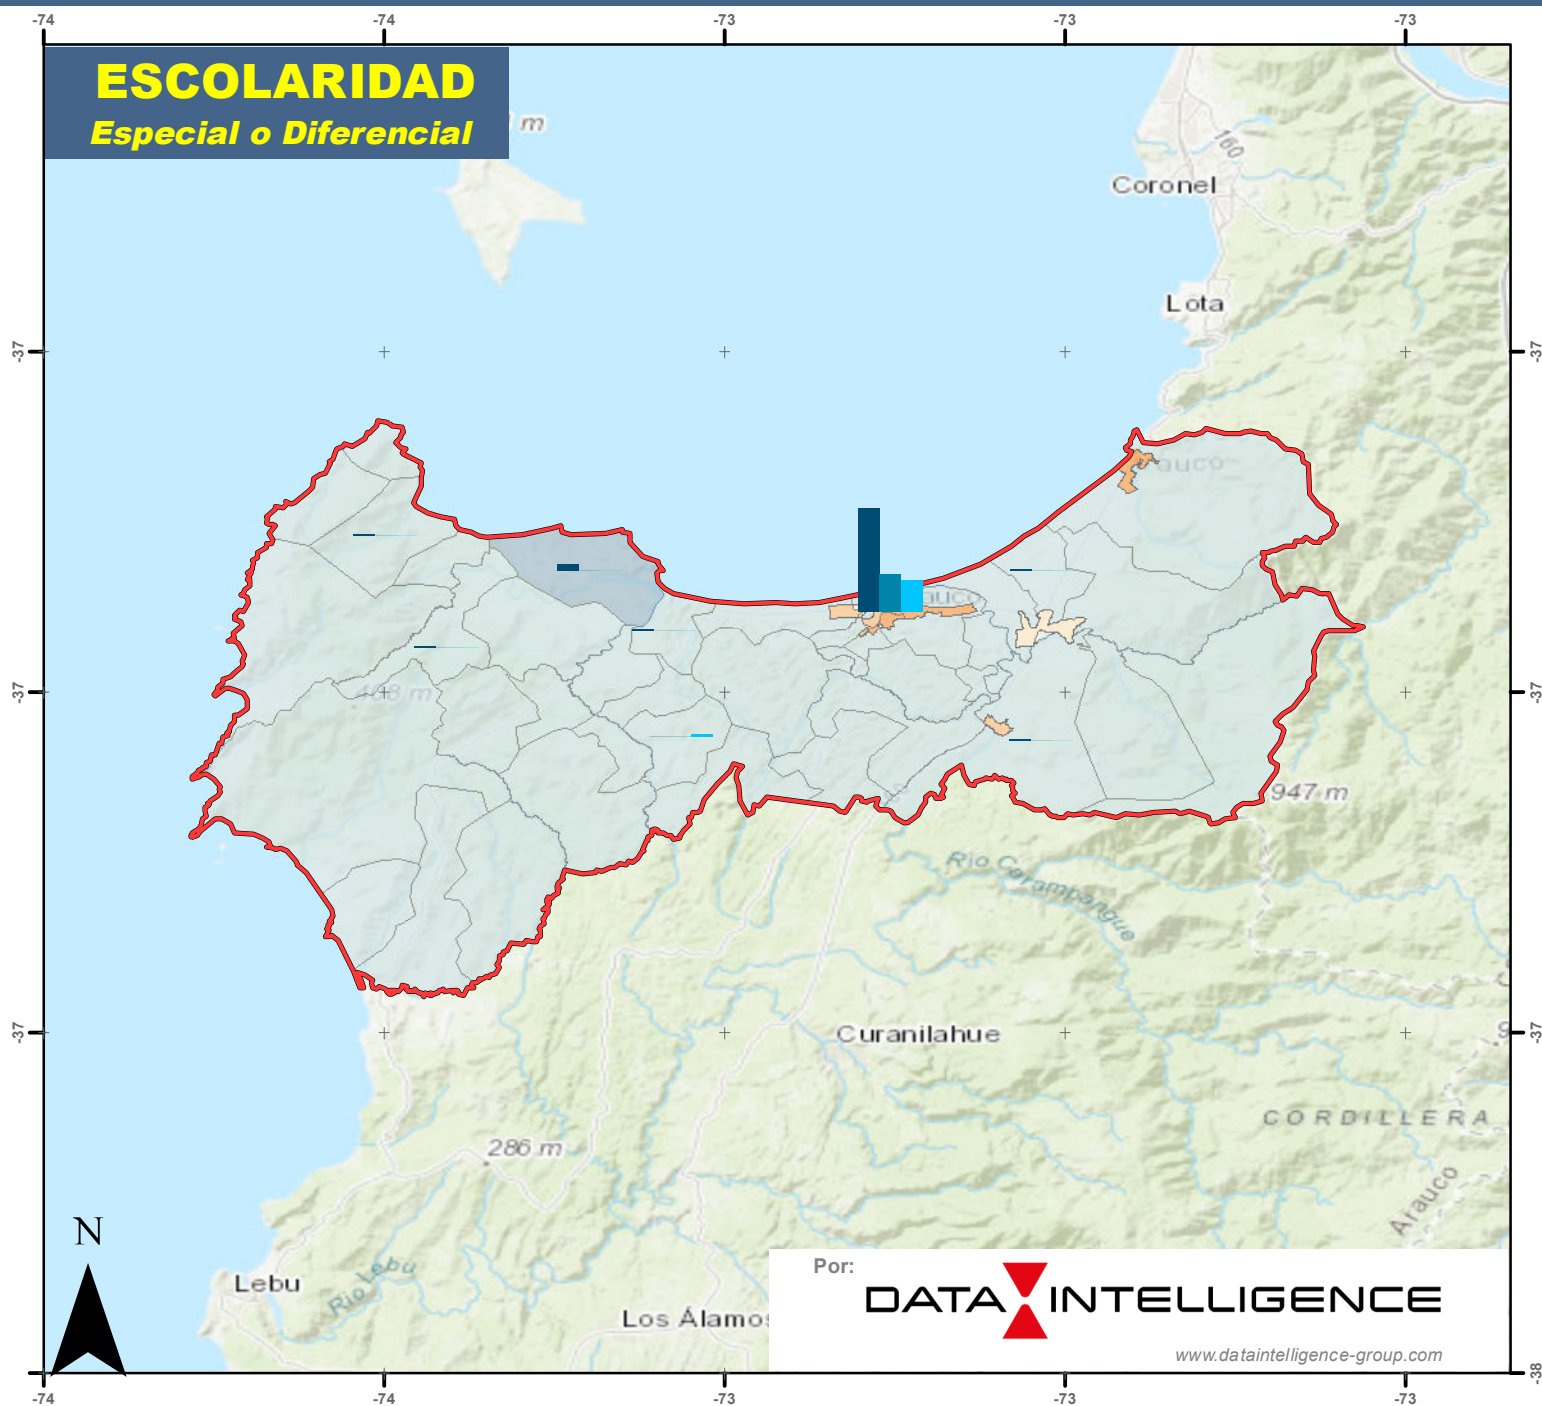 -74 -74 -73 -73 -73
ESCOLARIDAD
Especial o Diferencial
m
160
Coronel
Lota
-37 -37
auco
auco
-37 -37
468 m
947 m
Rio Carampangue
-37 -37
Curanilahue
CORDILLERA
286 m
Arauco
N
Lebu
Rio Lebu
Los Álamos
Por:
DATA INTELLIGENCE
www.dataintelligence-group.com
-38
-74 -74 -73 -73 -73